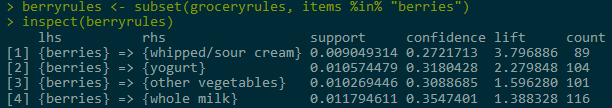 > berryrules <- subset(groceryrules, items %in% "berries")
> inspect(berryrules)
lhs rhs support confidence lift count
[1] {berries} => {whipped/sour cream} 0.009049314 0.2721713 3.796886 89
[2] {berries} => {yogurt} 0.010574479 0.3180428 2.279848 104
[3] {berries} => {other vegetables} 0.010269446 0.3088685 1.596280 101
[4] {berries} => {whole milk} 0.011794611 0.3547401 1.388328 116